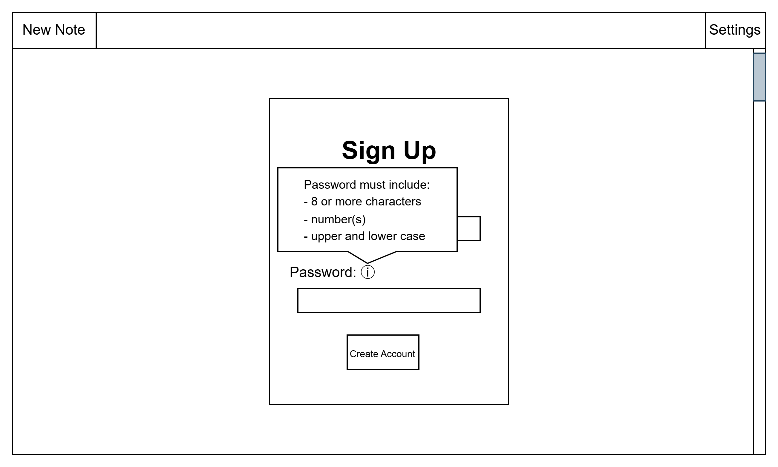 New Note
Settings
Sign Up
Password must include:
- 8 or more characters
- number(s)
- upper and lower case
Password: ⓘ
Create Account